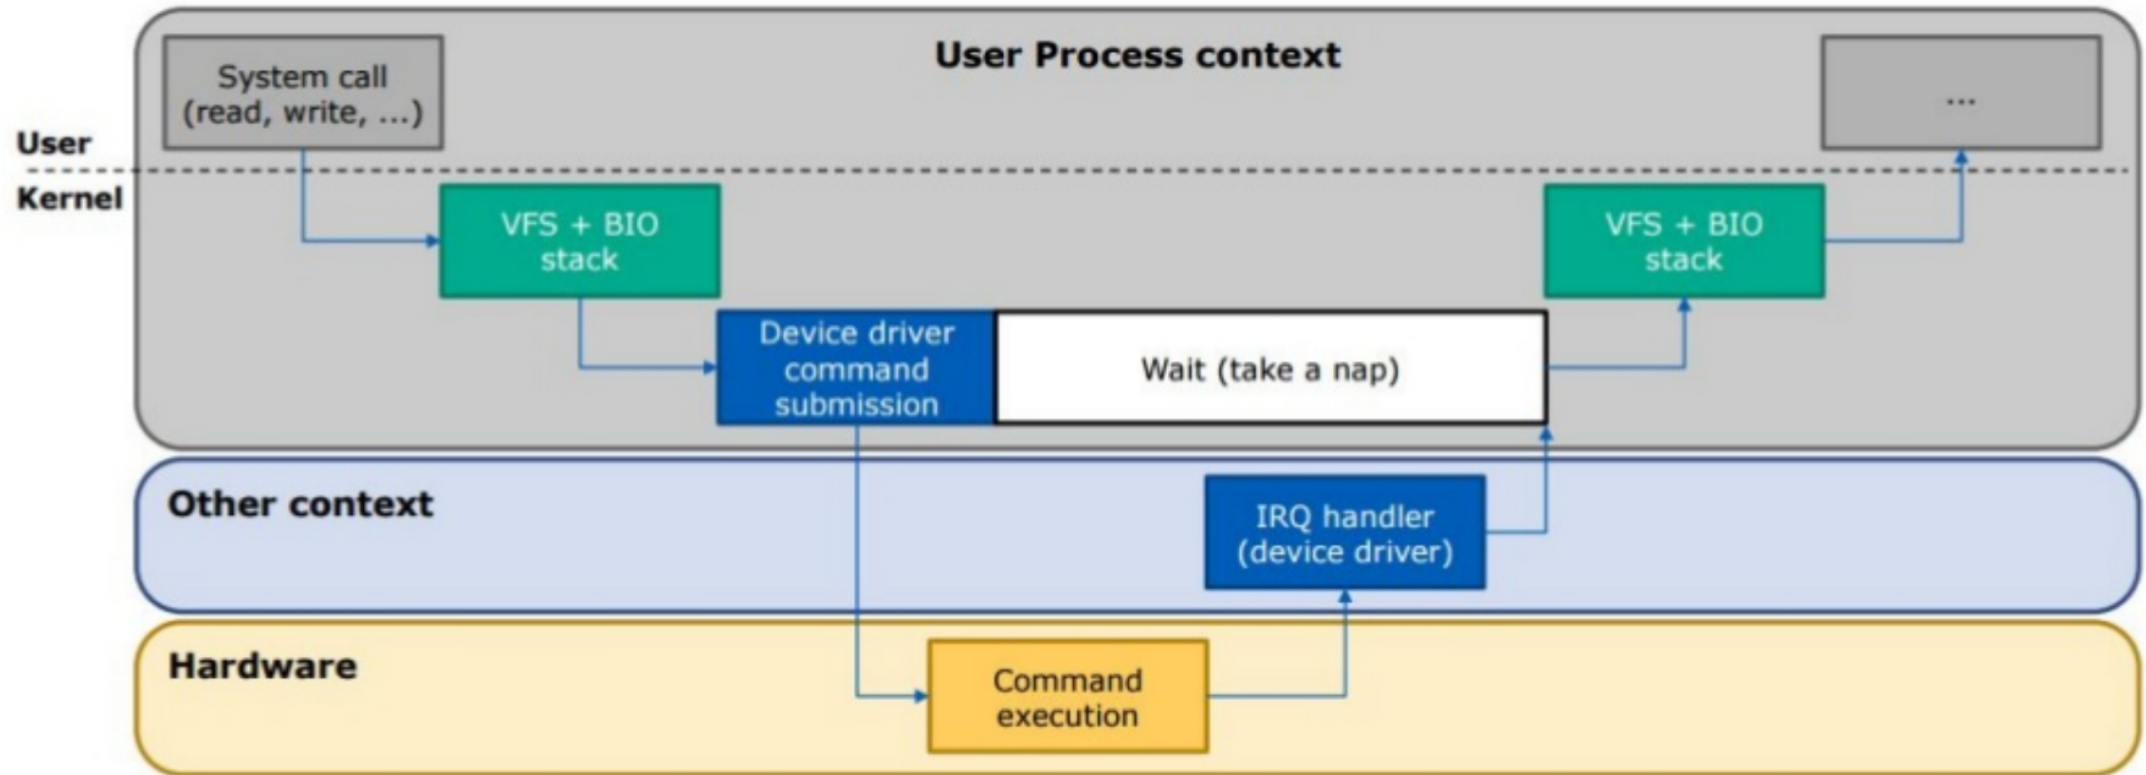 User Process context
System call
(read, write, ...)
...
User
Kernel
VFS + BIO
stack
VFS + BIO
stack
Device driver
command
submission
Wait (take a nap)
Other context
IRQ handler
(device driver)
Hardware
Command
execution